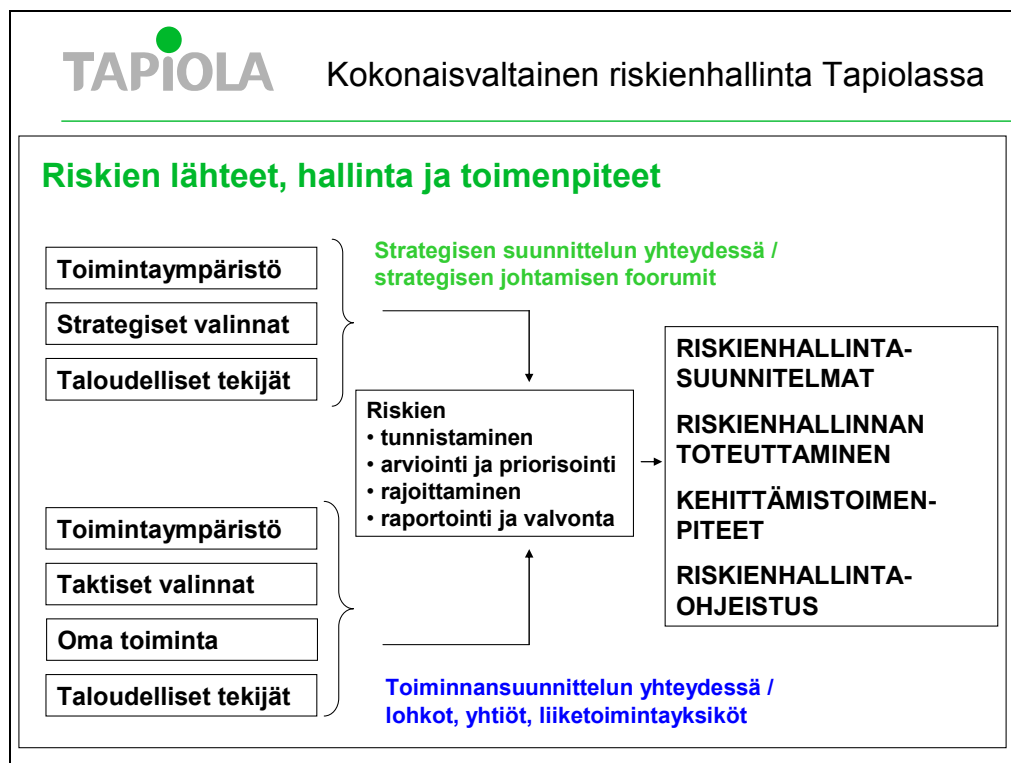 TAPIOLA
Kokonaisvaltainen riskienhallinta Tapiolassa
Riskien lähteet, hallinta ja toimenpiteet
Toimintaympäristö
Strategiset valinnat
Taloudelliset tekijät
Strategisen suunnittelun yhteydessä /
strategisen johtamisen foorumit
Riskien
• tunnistaminen
• arviointi ja priorisointi
• rajoittaminen
• raportointi ja valvonta
RISKIENHALLINTA-
SUUNNITELMAT
RISKIENHALLINNAN
TOTEUTTAMINEN
KEHITTÄMISTOIMEN-
PITEET
RISKIENHALLINTA-
OHJEISTUS
Toimintaympäristö
Taktiset valinnat
Oma toiminta
Taloudelliset tekijät
Toiminnansuunnittelun yhteydessä /
lohkot, yhtiöt, liiketoimintayksiköt